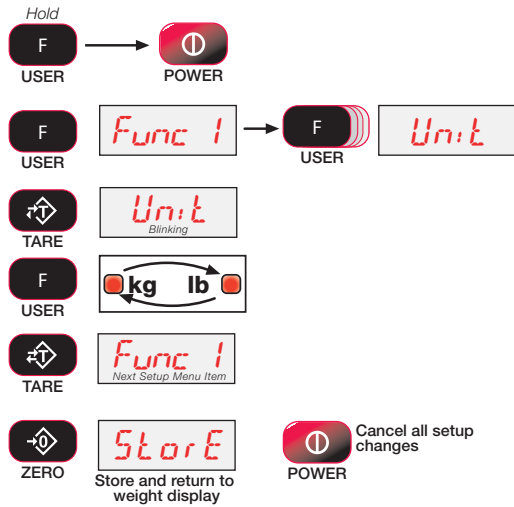 Hold
F
USER
POWER
F
USER
Func 1
F
USER
Unit
T
TARE
Unit
Blinking
F
USER
kg lb
T
TARE
Func 1
Next Setup Menu Item
0
ZERO
StorE
Store and return to
weight display
POWER
Cancel all setup
changes